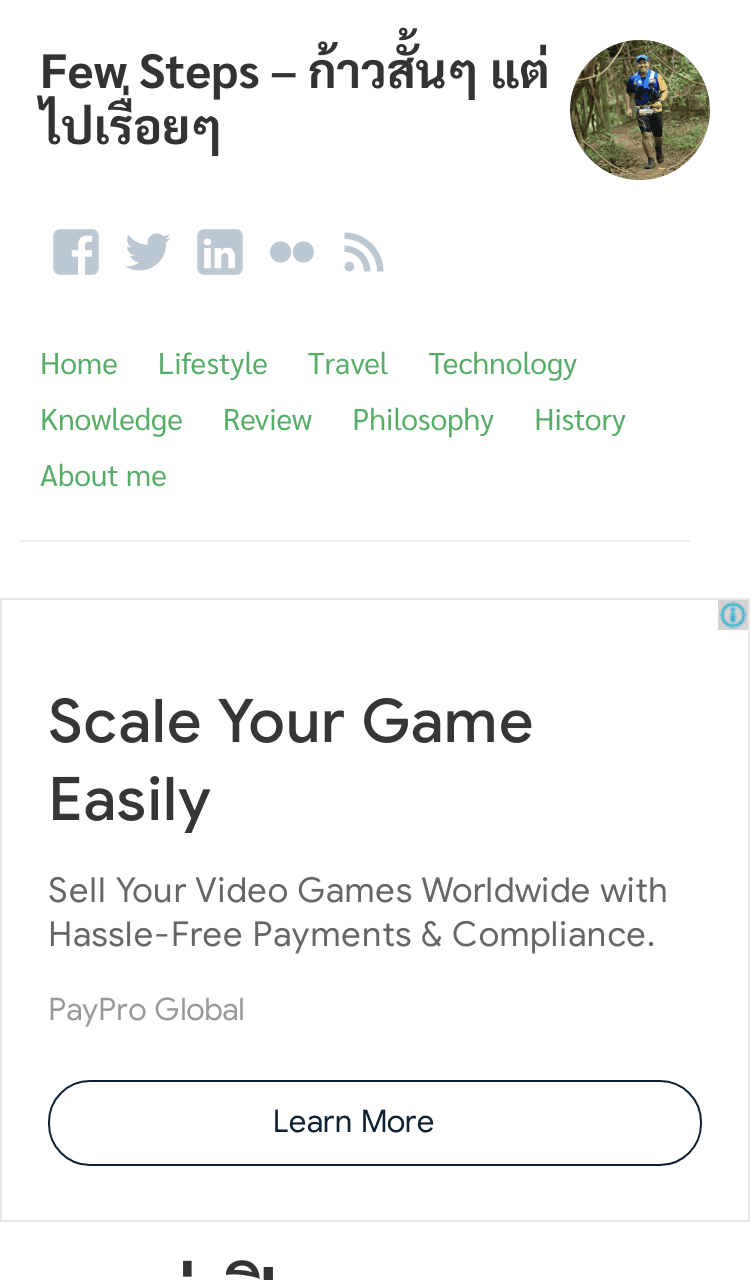 Few Steps – ก้าวสั้นๆ แต่
ไปเรื่อยๆ
Home Lifestyle Travel Technology
Knowledge Review Philosophy History
About me
Scale Your Game
Easily
Sell Your Video Games Worldwide with
Hassle-Free Payments & Compliance.
PayPro Global
Learn More